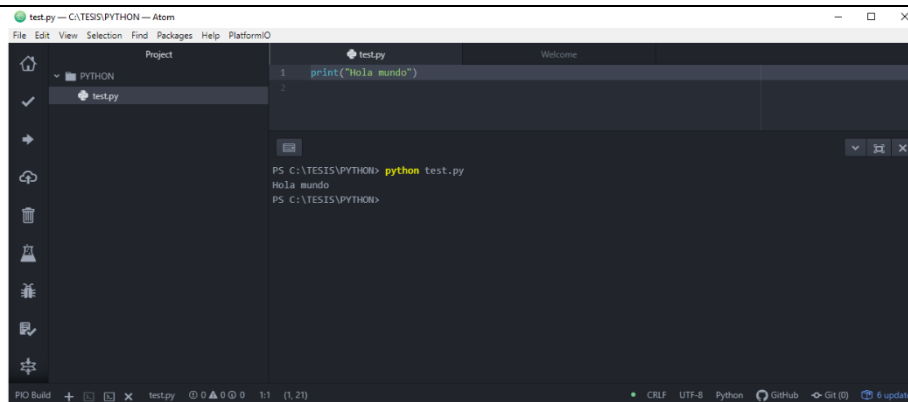 test.py — C:\TESIS\PYTHON — Atom
File Edit View Selection Find Packages Help PlatformIO
Project
test.py
Welcome
PYTHON
test.py
1 print("Hola mundo")
2
PS C:\TESIS\PYTHON> python test.py
Hola mundo
PS C:\TESIS\PYTHON>
PIO Build test.py 0 0 0 1:1 (1, 21) CRLF UTF-8 Python GitHub Git (0) 6 updat